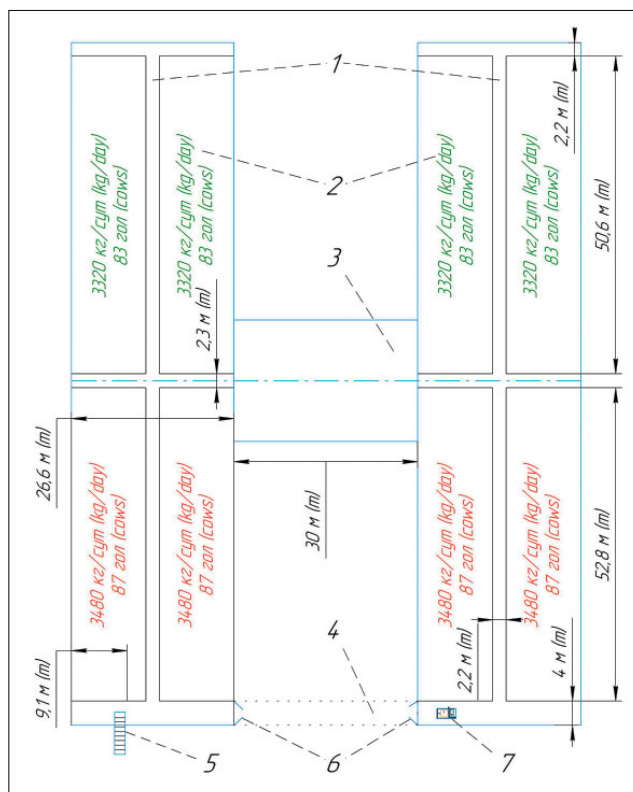 1
2,2 м (m)
3320 кг/сут (kg/day)
83 гол (cows)
3320 кг/сут (kg/day)
83 гол (cows)
2
3320 кг/сут (kg/day)
83 гол (cows)
3320 кг/сут (kg/day)
83 гол (cows)
50,6 м (m)
3
2,3 м (m)
26,6 м (m)
30 м (m)
3480 кг/сут (kg/day)
87 гол (cows)
3480 кг/сут (kg/day)
87 гол (cows)
3480 кг/сут (kg/day)
87 гол (cows)
3480 кг/сут (kg/day)
87 гол (cows)
52,8 м (m)
9,1 м (m)
4
2,2 м (m)
4 м (m)
5
6
7